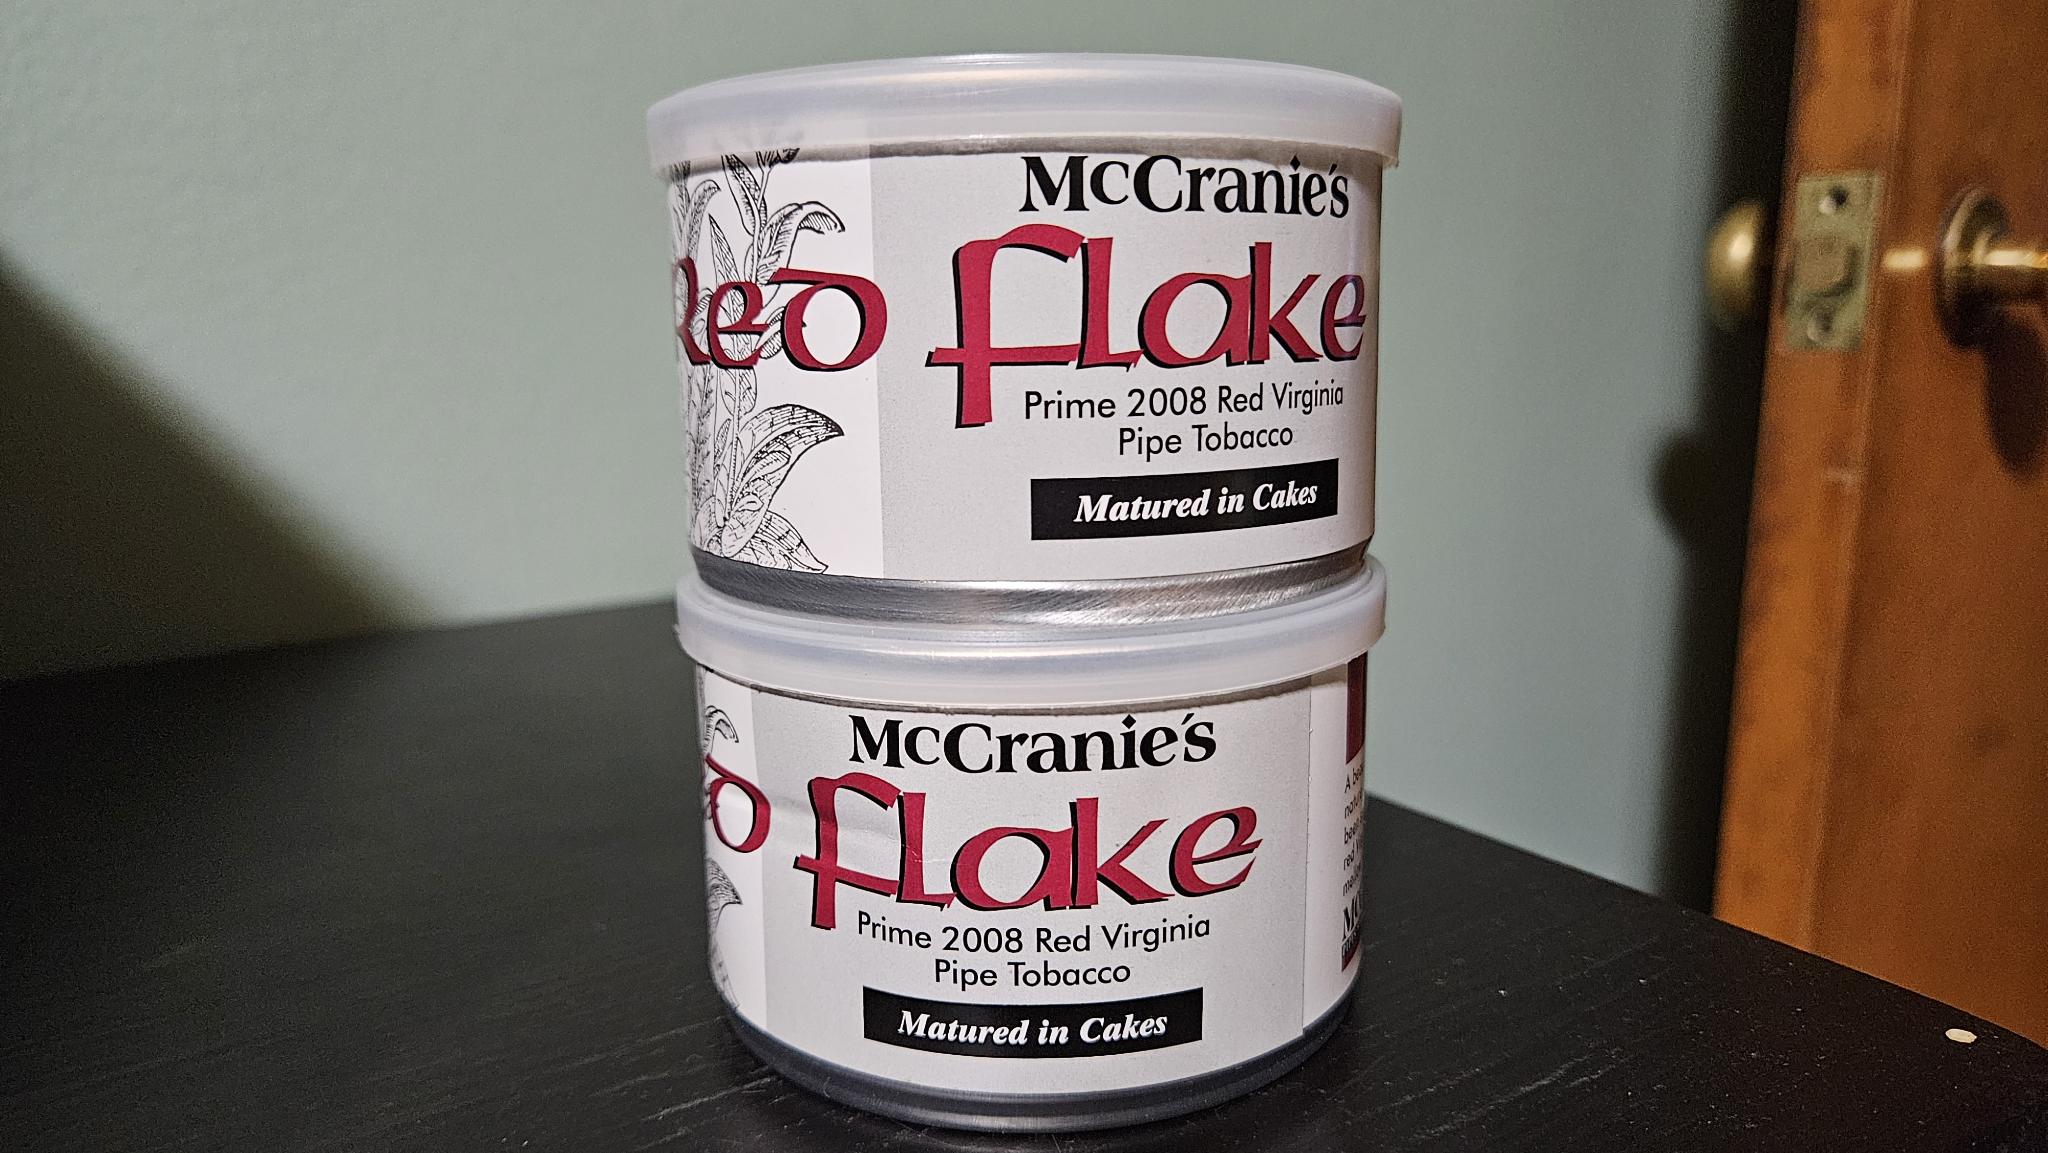 McCranie's
Red Flake
Prime 2008 Red Virginia
Pipe Tobacco
Matured in Cakes
McCranie's
Flake
Prime 2008 Red Virginia
Pipe Tobacco
Matured in Cakes